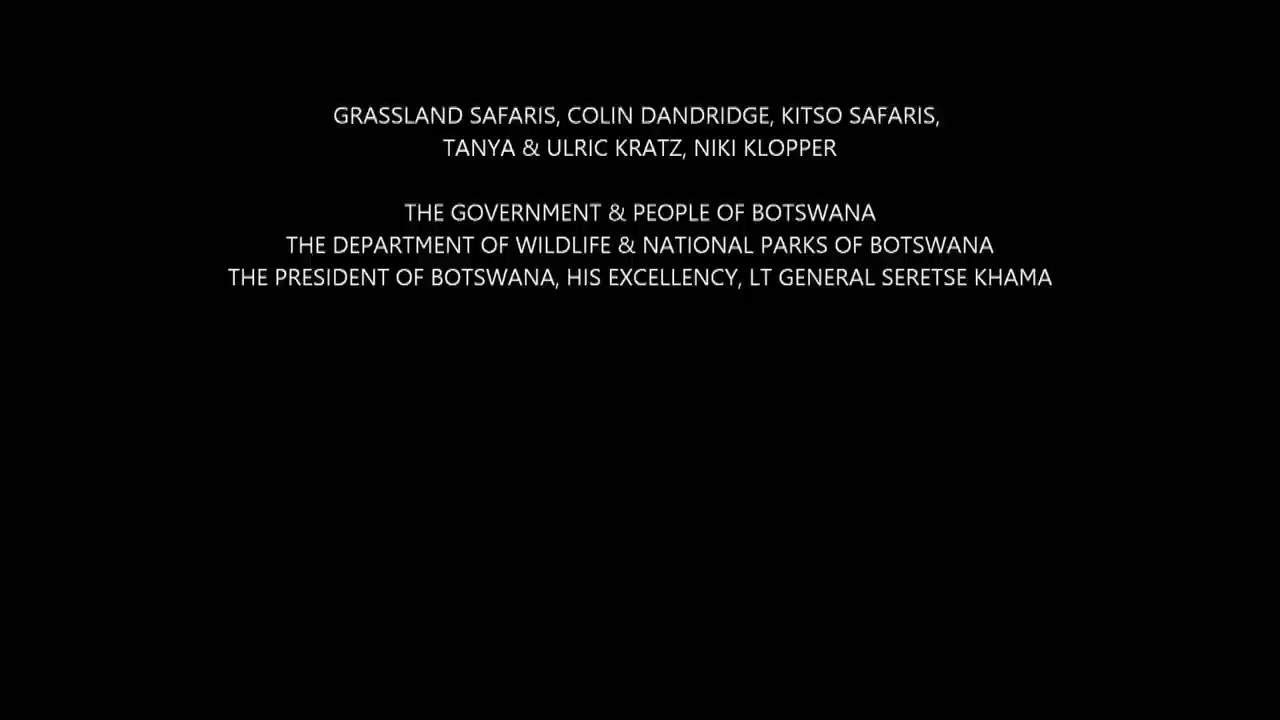 GRASSLAND SAFARIS, COLIN DANDRIDGE, KITSO SAFARIS,
TANYA & ULRIC KRATZ, NIKI KLOPPER
THE GOVERNMENT & PEOPLE OF BOTSWANA
THE DEPARTMENT OF WILDLIFE & NATIONAL PARKS OF BOTSWANA
THE PRESIDENT OF BOTSWANA, HIS EXCELLENCY, LT GENERAL SERETSE KHAMA